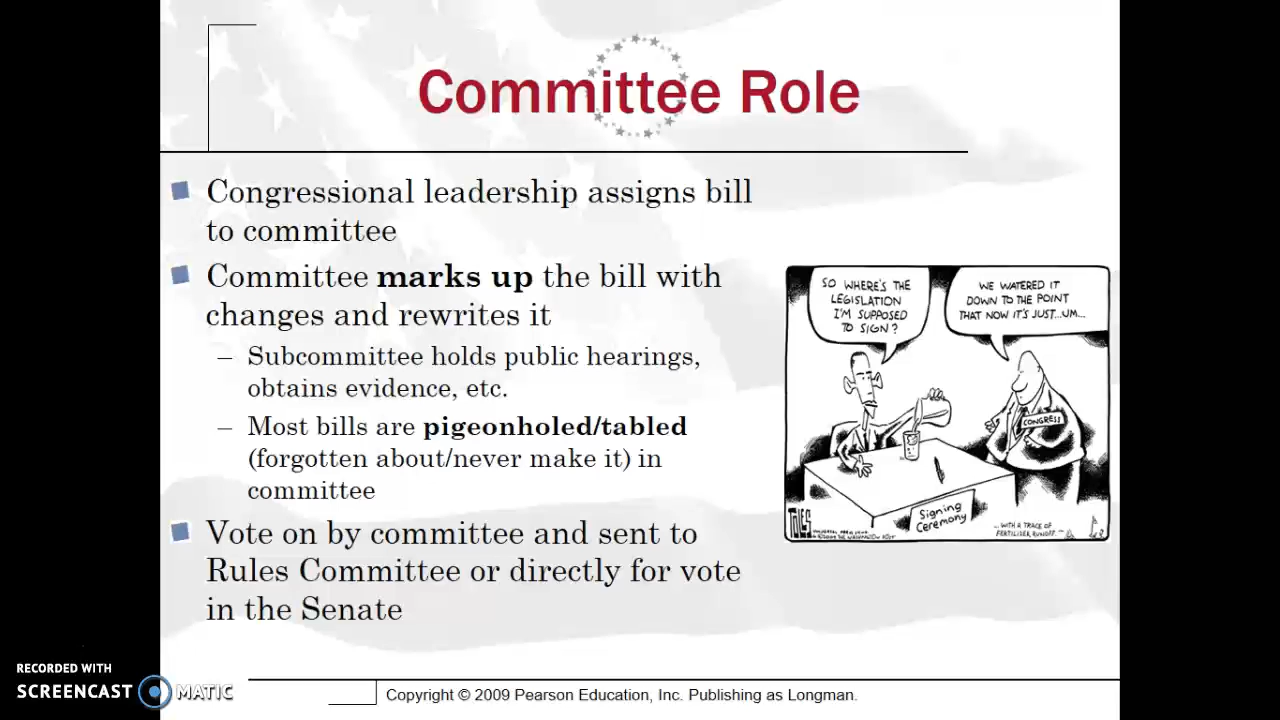 Committee Role
Congressional leadership assigns bill
to committee
Committee marks up the bill with
changes and rewrites it
– Subcommittee holds public hearings,
obtains evidence, etc.
– Most bills are pigeonholed/tabled
(forgotten about/never make it) in
committee
Vote on by committee and sent to
Rules Committee or directly for vote
in the Senate
SO WHERE'S THE
LEGISLATION
I'M SUPPOSED
TO SIGN?
WE WATERED IT
DOWN TO THE POINT
THAT NOW IT'S JUST...UM...
CONGRESS
Signing
Ceremony
TOLES
...WITH A TRACE OF
FERTILIZER RUNOFF...
RECORDED WITH
SCREENCAST MATIC
Copyright © 2009 Pearson Education, Inc. Publishing as Longman.